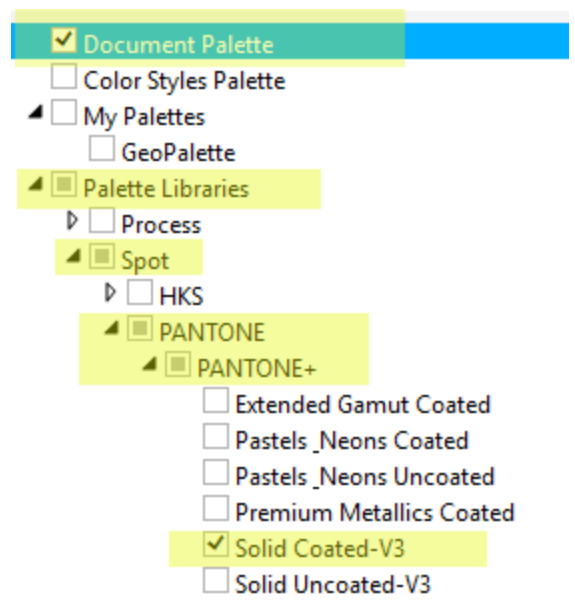 Document Palette
Color Styles Palette
My Palettes
GeoPalette
Palette Libraries
Process
Spot
HKS
PANTONE
PANTONE+
Extended Gamut Coated
Pastels _Neons Coated
Pastels _Neons Uncoated
Premium Metallics Coated
Solid Coated-V3
Solid Uncoated-V3